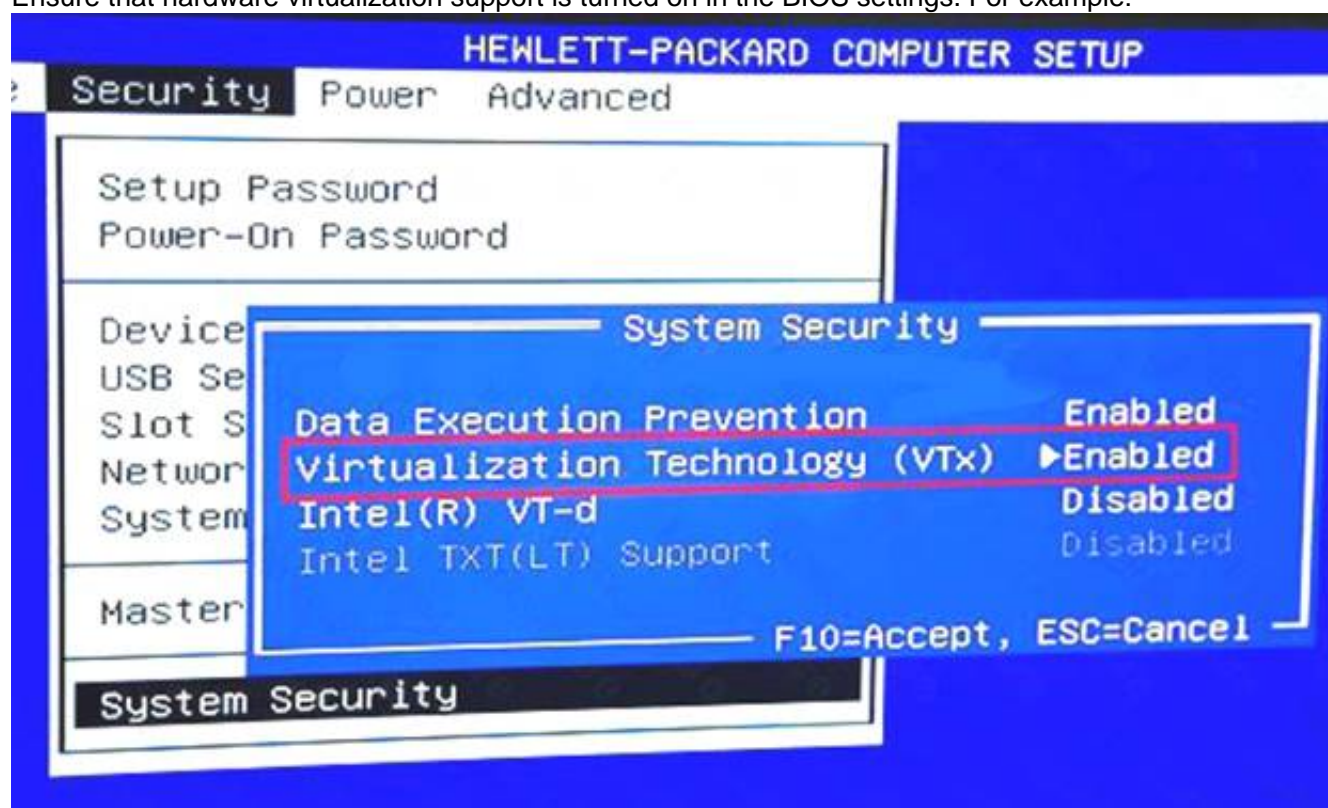 Ensure that hardware virtualization support is turned on in the BIOS settings. For example:
HEWLETT-PACKARD COMPUTER SETUP
Security Power Advanced
Setup Password
Power-On Password
Device
USB Se
Slot S
Networ
System
Master
System Security
System Security
Data Execution Prevention Enabled
Virtualization Technology (VTx) ▶Enabled
Intel(R) VT-d Disabled
Intel TXT(LT) Support Disabled
F10=Accept, ESC=Cancel